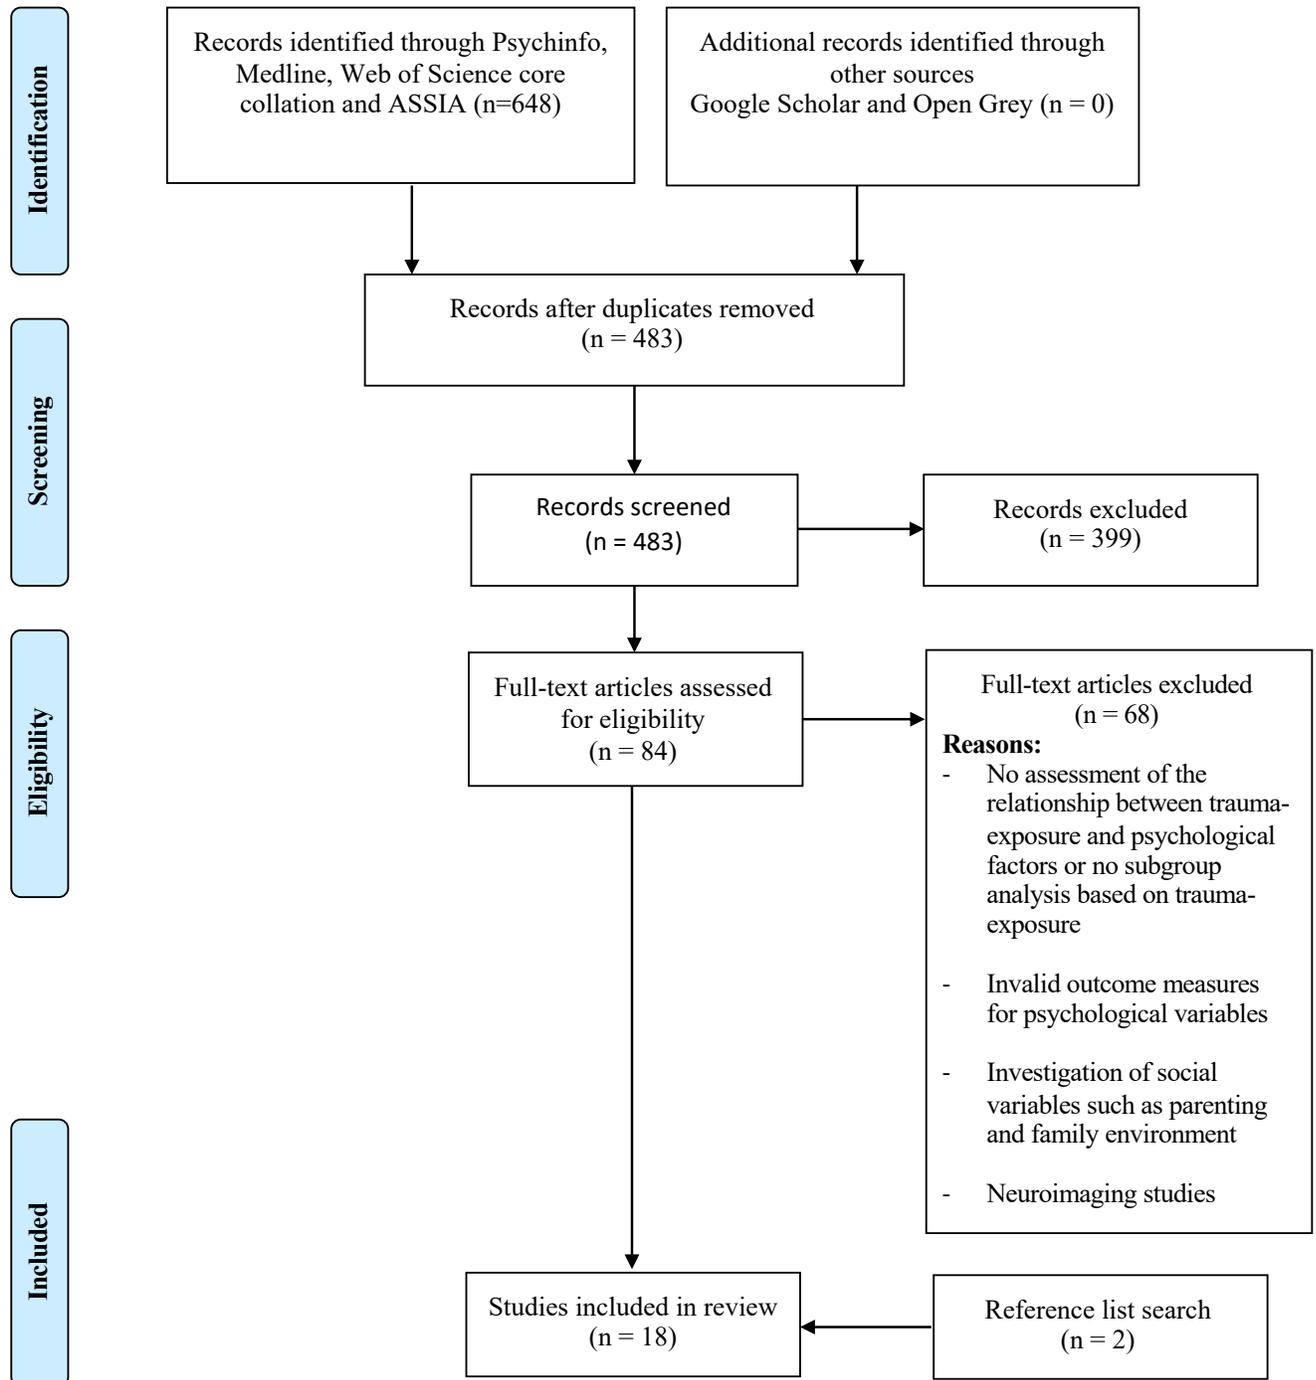 Identification
Records identified through Psychinfo,
Medline, Web of Science core
collation and ASSIA (n=648)
Additional records identified through
other sources
Google Scholar and Open Grey (n = 0)
Records after duplicates removed
(n = 483)
Screening
Records screened
(n = 483)
Records excluded
(n = 399)
Eligibility
Full-text articles assessed
for eligibility
(n = 84)
Full-text articles excluded
(n = 68)
Reasons:
- No assessment of the
relationship between trauma-
exposure and psychological
factors or no subgroup
analysis based on trauma-
exposure
- Invalid outcome measures
for psychological variables
- Investigation of social
variables such as parenting
and family environment
- Neuroimaging studies
Included
Studies included in review
(n = 18)
Reference list search
(n = 2)